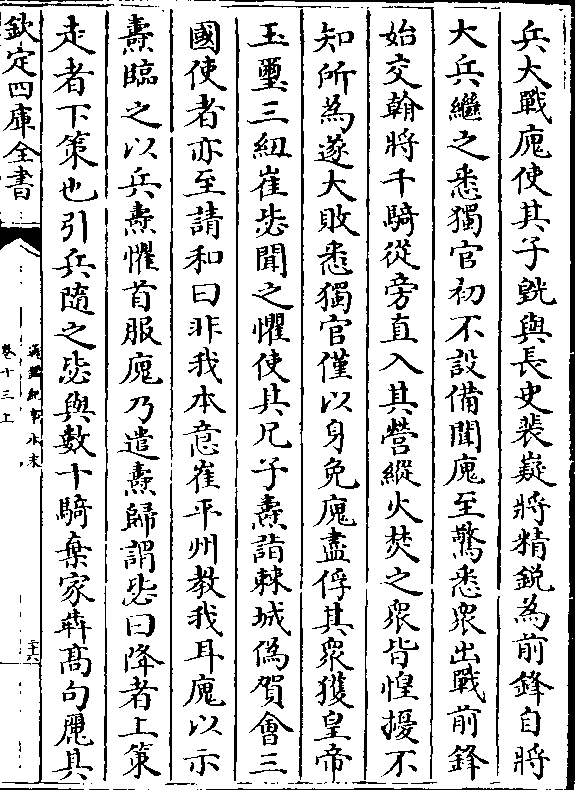 兵大戰廆使其子皝與長史裴嶷將精銳為前鋒自將
大兵繼之悉獨官初不設備聞廆至驚悉衆出戰前鋒
始交翰將千騎從旁直入其營縱火焚之衆皆惶擾不
知所為遂大敗悉獨官僅以身免廆盡俘其衆獲皇帝
玉璽三紐崔毖聞之懼使其兄子燾詣棘城偽賀會三
國使者亦至請和曰非我本意崔平州教我耳廆以示
燾臨之以兵燾懼首服廆乃遣燾歸謂毖曰降者上策
走者下策也引兵隨之毖與數十騎棄家犇髙句麗其
欽定四庫全書
通鑑紀事本末
卷十三上
二十六